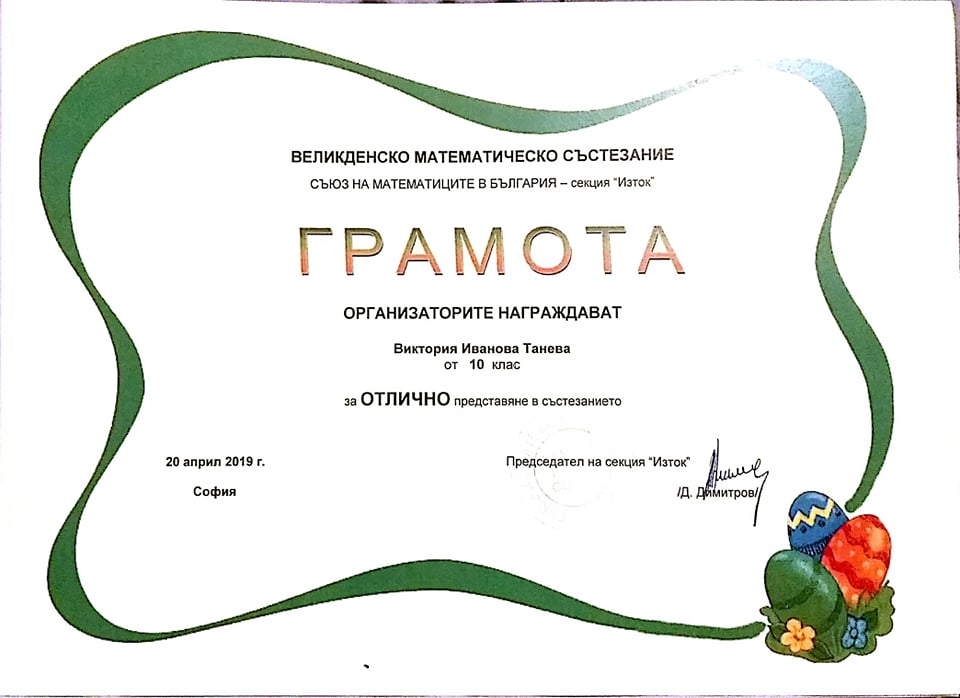 ВЕЛИКДЕНСКО МАТЕМАТИЧЕСКО СЪСТЕЗАНИЕ
СЪЮЗ НА МАТЕМАТИЦИТЕ В БЪЛГАРИЯ – секция “Изток”
ГРАМОТА
ОРГАНИЗАТОРИТЕ НАГРАЖДАВАТ
Виктория Иванова Танева
от 10 клас
за ОТЛИЧНО представяне в състезанието
20 април 2019 г.
Председател на секция “Изток”
София
/Д. Димитров/